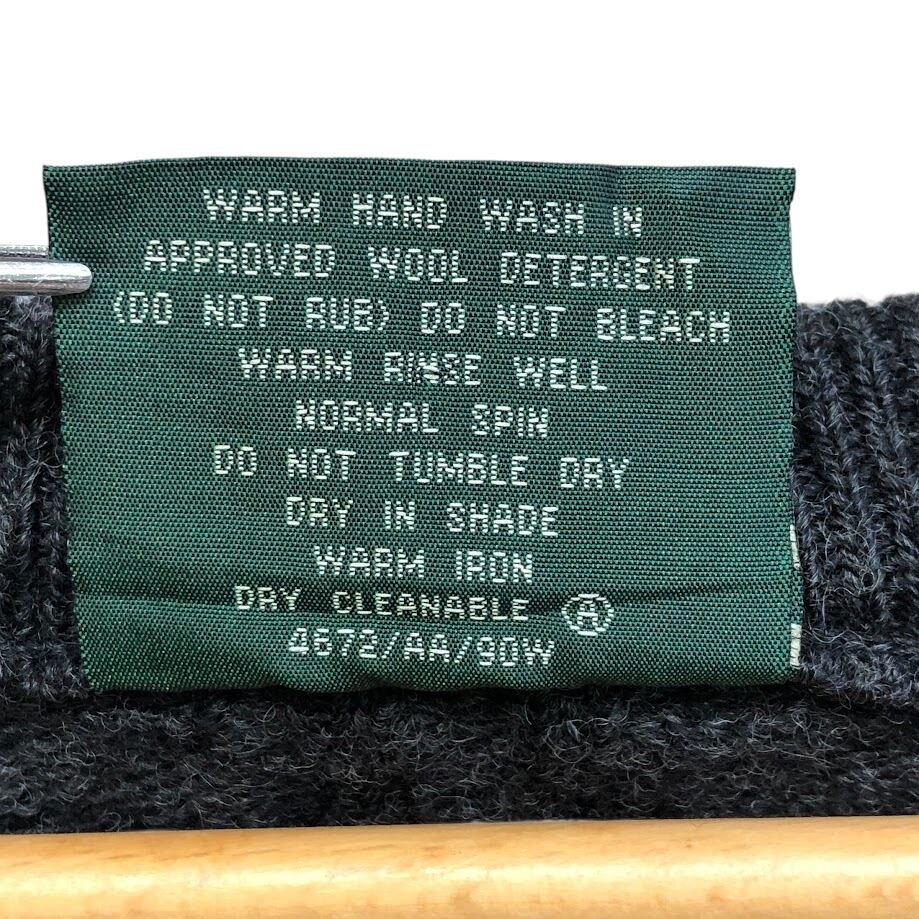 WARM HAND WASH IN
APPROVED WOOL DETERGENT
(DO NOT RUB) DO NOT BLEACH
WARM RINSE WELL
NORMAL SPIN
DO NOT TUMBLE DRY
DRY IN SHADE
WARM IRON
DRY CLEANABLE Ⓐ
4672/AA/90W